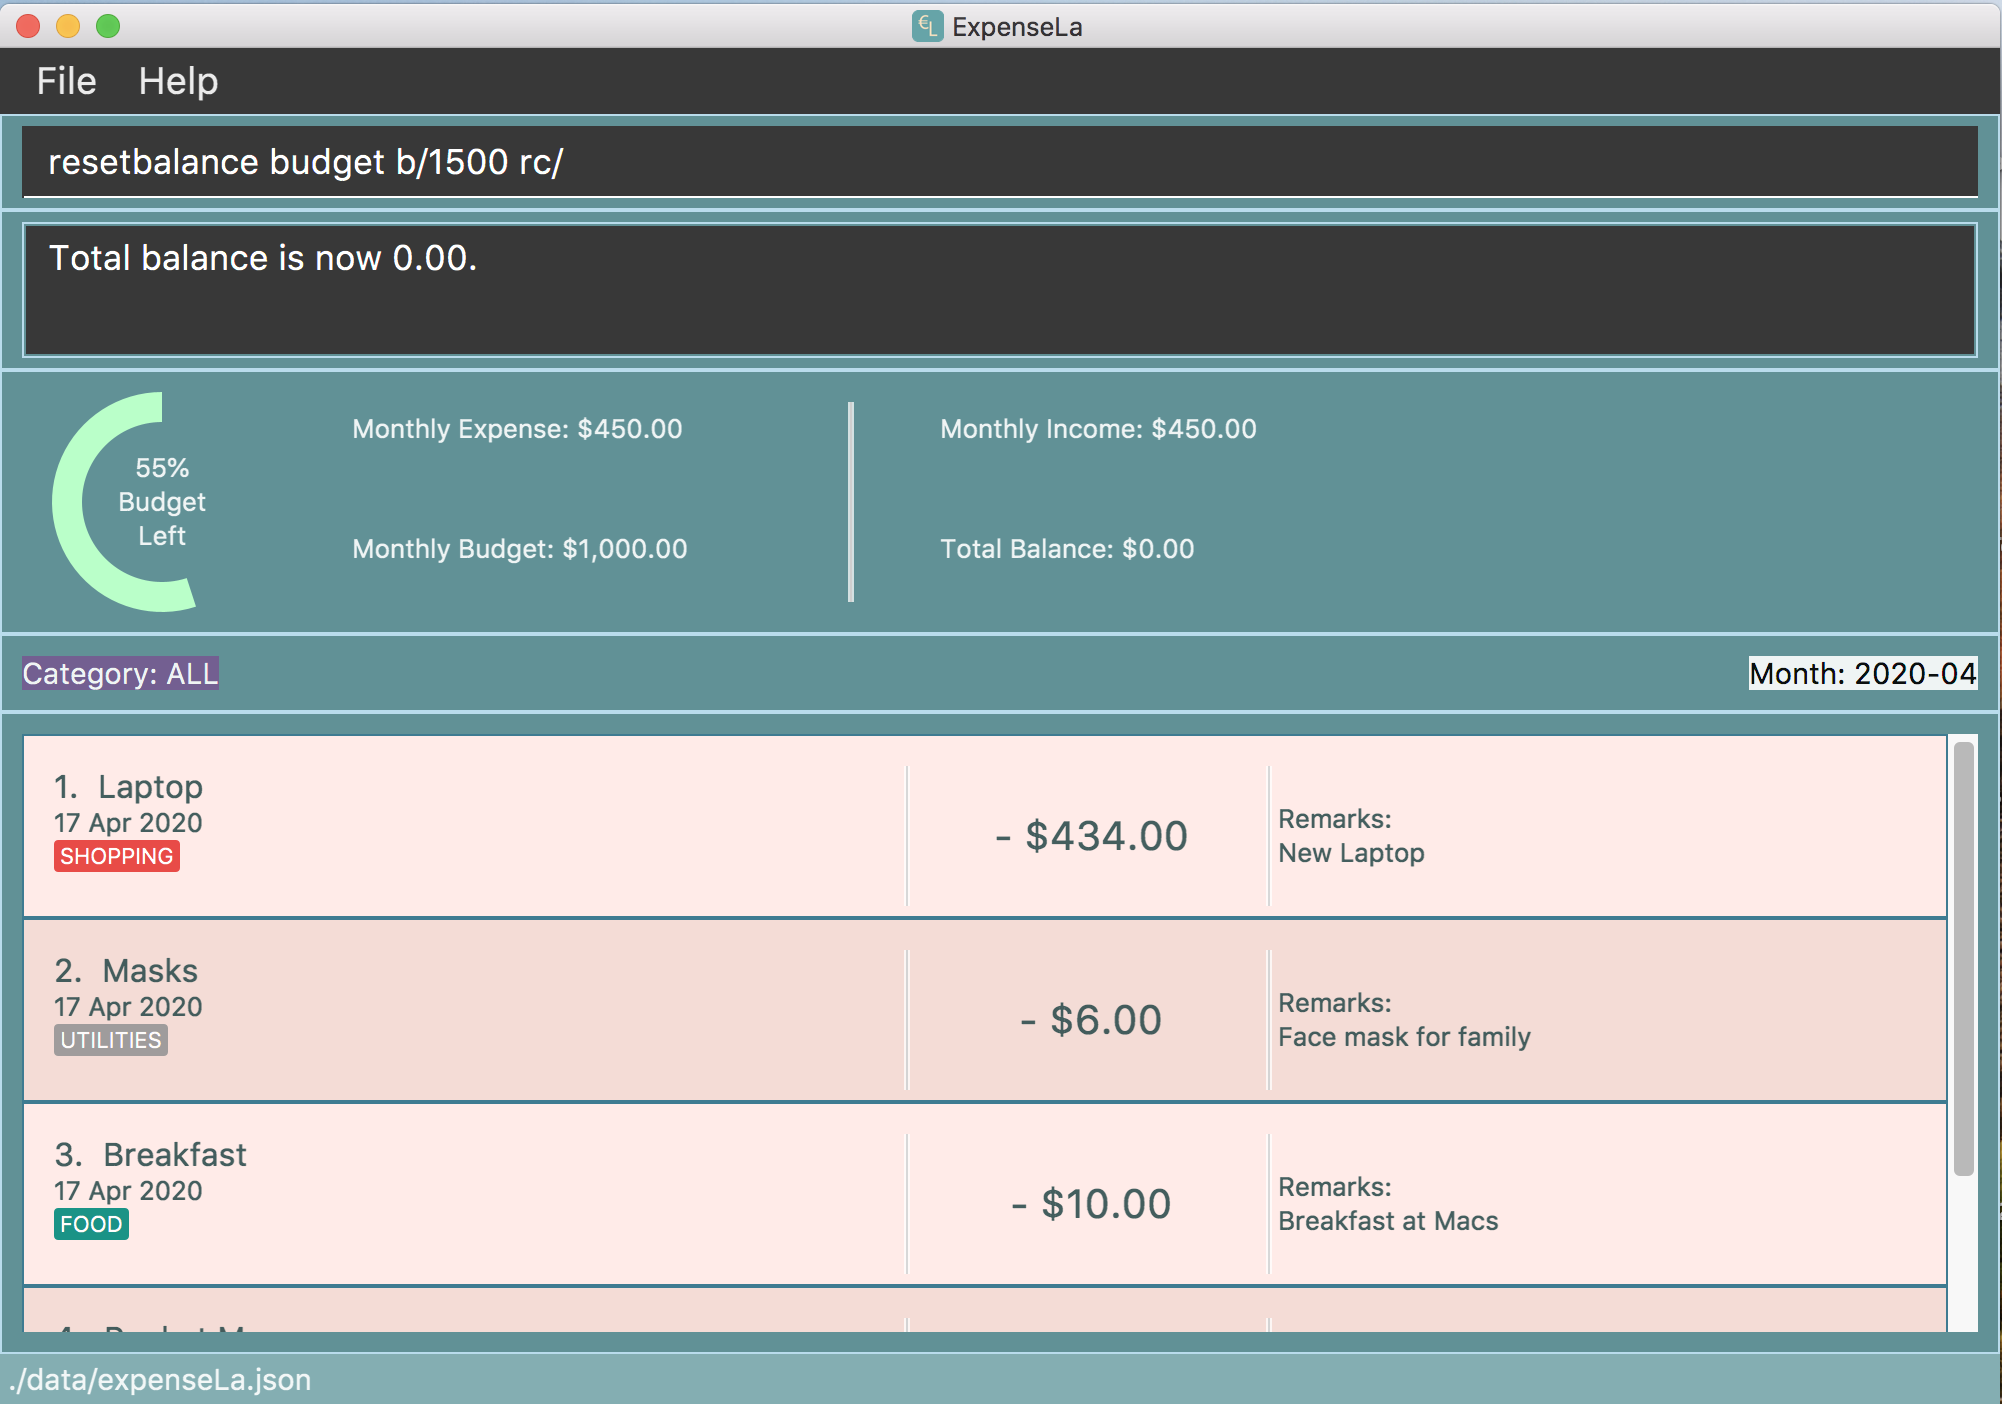 ExpenseLa
File Help
resetbalance budget b/1500 rc/
Total balance is now 0.00.
55%
Budget
Left
Monthly Expense: $450.00
Monthly Budget: $1,000.00
Monthly Income: $450.00
Total Balance: $0.00
Category: ALL
Month: 2020-04
1. Laptop
17 Apr 2020
SHOPPING
- $434.00
Remarks:
New Laptop
2. Masks
17 Apr 2020
UTILITIES
- $6.00
Remarks:
Face mask for family
3. Breakfast
17 Apr 2020
FOOD
- $10.00
Remarks:
Breakfast at Macs
./data/expenseLa.json